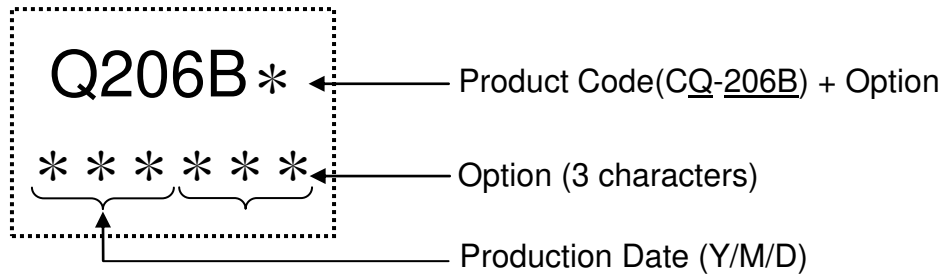 Q206B* Product Code(CQ-206B) + Option
* * * * * * Option (3 characters)
Production Date (Y/M/D)